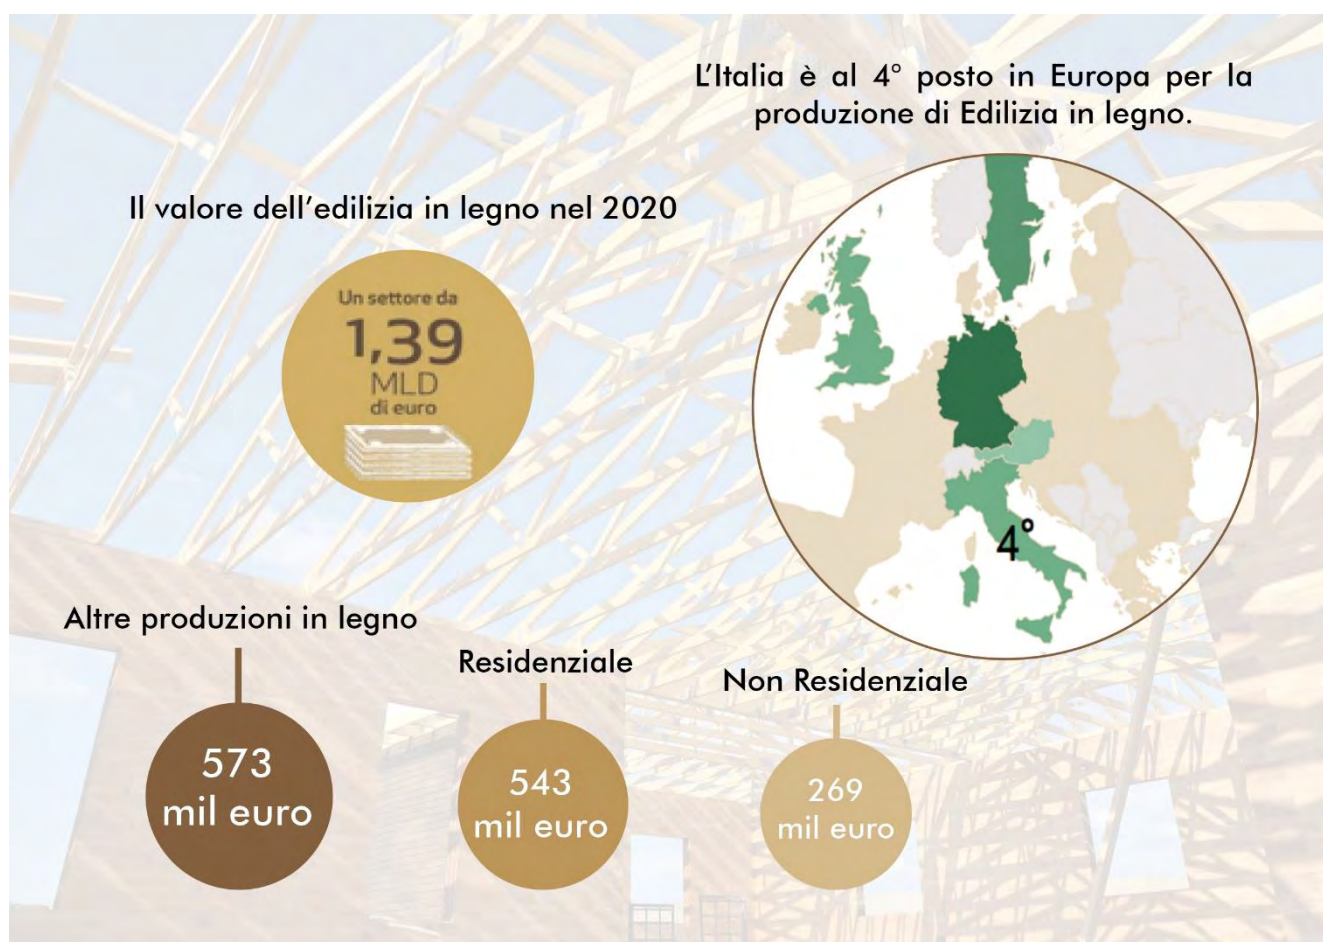 L'Italia è al 4° posto in Europa per la
produzione di Edilizia in legno.
Il valore dell'edilizia in legno nel 2020
Un settore da
1,39
MLD
di euro
4°
Altre produzioni in legno
573
mil euro
Residenziale
543
mil euro
Non Residenziale
269
mil euro